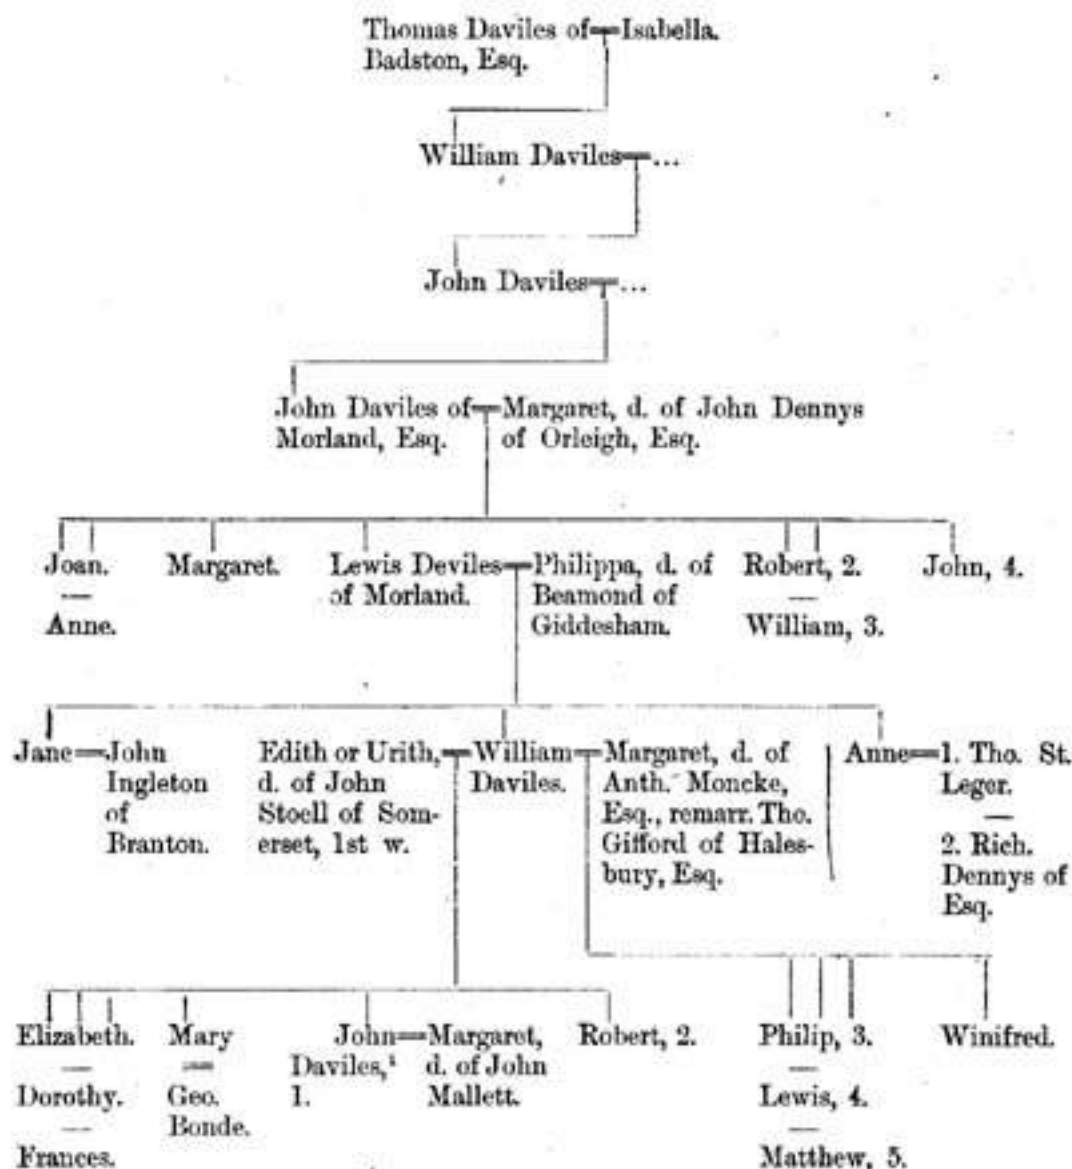 Thomas Daviles of
Badston, Esq.
Isabella.
William Daviles
...
John Daviles
...
John Daviles of
Morland, Esq.
Margaret, d. of John Dennys
of Orleigh, Esq.
Joan.
—
Anne.
Margaret.
Lewis Deviles
of Morland.
Philippa, d. of
Beamond of
Giddesham.
Robert, 2.
—
William, 3.
John, 4.
Jane
John
Ingleton
of
Branton.
Edith or Urith,
d. of John
Stoell of Som-
erset, 1st w.
William
Daviles.
Margaret, d. of
Anth. Moncke,
Esq., remarr. Tho.
Gifford of Hales-
bury, Esq.
Anne
1. Tho. St.
Leger.
—
2. Rich.
Dennys of
Esq.
Elizabeth.
—
Dorothy.
—
Frances.
Mary
=
Geo.
Bonde.
John
Daviles,¹
1.
Margaret,
d. of John
Mallett.
Robert, 2.
Philip, 3.
—
Lewis, 4.
—
Matthew, 5.
Winifred.